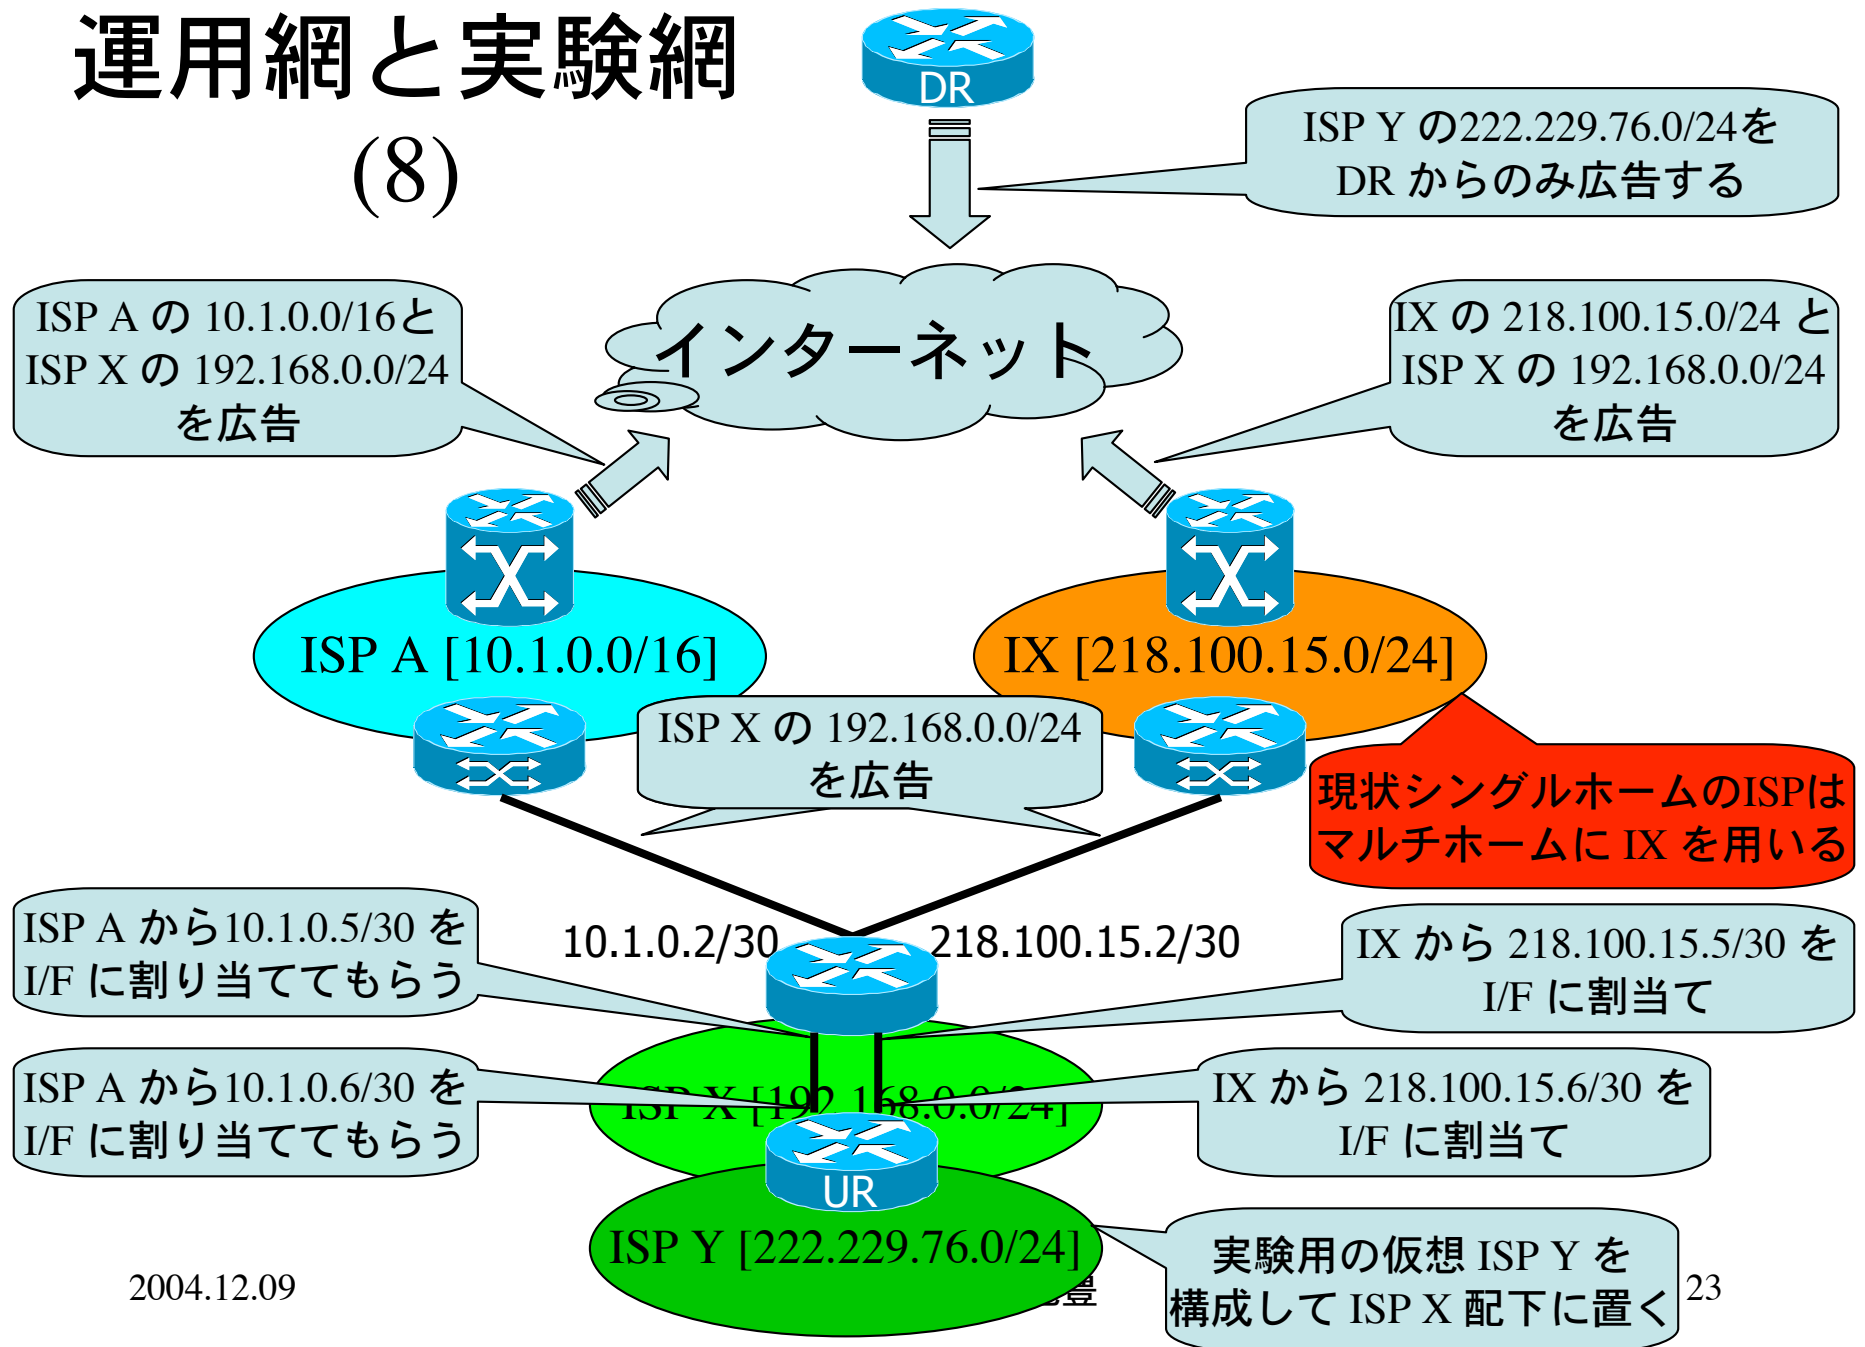 運用網と実験網
(8)
DR
ISP Y の222.229.76.0/24を
DR からのみ広告する
ISP A の 10.1.0.0/16と
ISP X の 192.168.0.0/24
を広告
インターネット
IX の 218.100.15.0/24 と
ISP X の 192.168.0.0/24
を広告
ISP A [10.1.0.0/16]
IX [218.100.15.0/24]
ISP X の 192.168.0.0/24
を広告
現状シングルホームのISPは
マルチホームに IX を用いる
ISP A から10.1.0.5/30 を
I/F に割り当ててもらう
10.1.0.2/30
218.100.15.2/30
IX から 218.100.15.5/30 を
I/F に割当て
ISP A から10.1.0.6/30 を
I/F に割り当ててもらう
ISP X [192.168.0.0/24]
IX から 218.100.15.6/30 を
I/F に割当て
UR
ISP Y [222.229.76.0/24]
実験用の仮想 ISP Y を
構成して ISP X 配下に置く
2004.12.09
豊
23